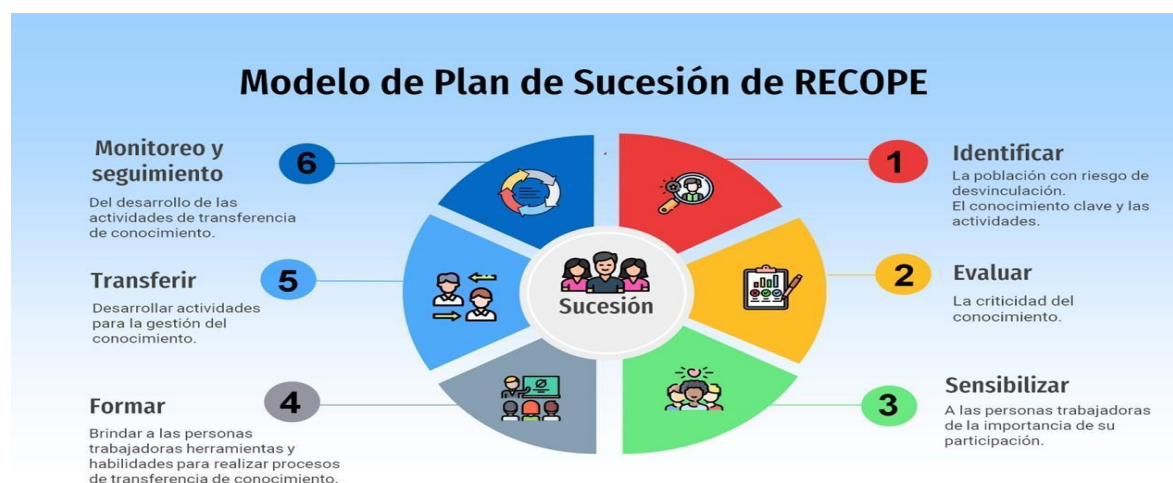 Modelo de Plan de Sucesión de RECOPE
1
Identificar
La población con riesgo de
desvinculación.
El conocimiento clave y las
actividades.
2
Evaluar
La criticidad del
conocimiento.
3
Sensibilizar
A las personas trabajadoras
de la importancia de su
participación.
4
Formar
Brindar a las personas
trabajadoras herramientas y
habilidades para realizar procesos
de transferencia de conocimiento.
5
Transferir
Desarrollar actividades
para la gestión del
conocimiento.
6
Monitoreo y
seguimiento
Del desarrollo de las
actividades de transferencia
de conocimiento.
Sucesión